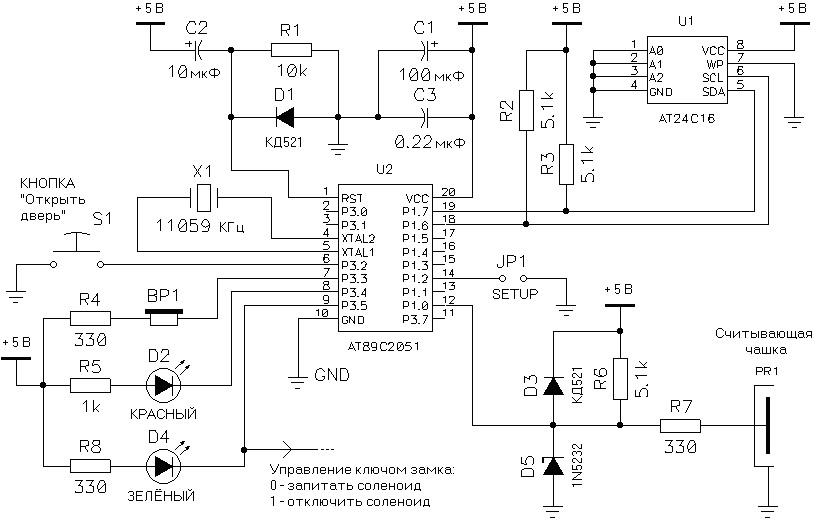 +5В
+5В
+5В
+5В
C2
+
10мкФ
R1
10k
C1
+
100мкФ
D1
КД521
C3
0.22мкФ
R2
5.1k
R3
5.1k
U1
1 A0
2 A1
3 A2
4 GND
VCC 8
WP 7
SCL 6
SDA 5
AT24C16
КНОПКА
"Открыть
дверь"
S1
X1
11059 КГц
U2
1 RST VCC 20
2 P3.0 P1.7 19
3 P3.1 P1.6 18
4 XTAL2 P1.5 17
5 XTAL1 P1.4 16
6 P3.2 P1.3 15
7 P3.3 P1.2 14
8 P3.4 P1.1 13
9 P3.5 P1.0 12
10 GND P3.7 11
AT89C2051
JP1
SETUP
GND
+5В
R4
330
BP1
R5
1k
D2
КРАСНЫЙ
R8
330
D4
ЗЕЛЁНЫЙ
+5В
D3
КД521
R6
5.1k
D5
1N5232
R7
330
Считывающая
чашка
PR1
Управление ключом замка:
0 - запитать соленоид
1 - отключить соленоид